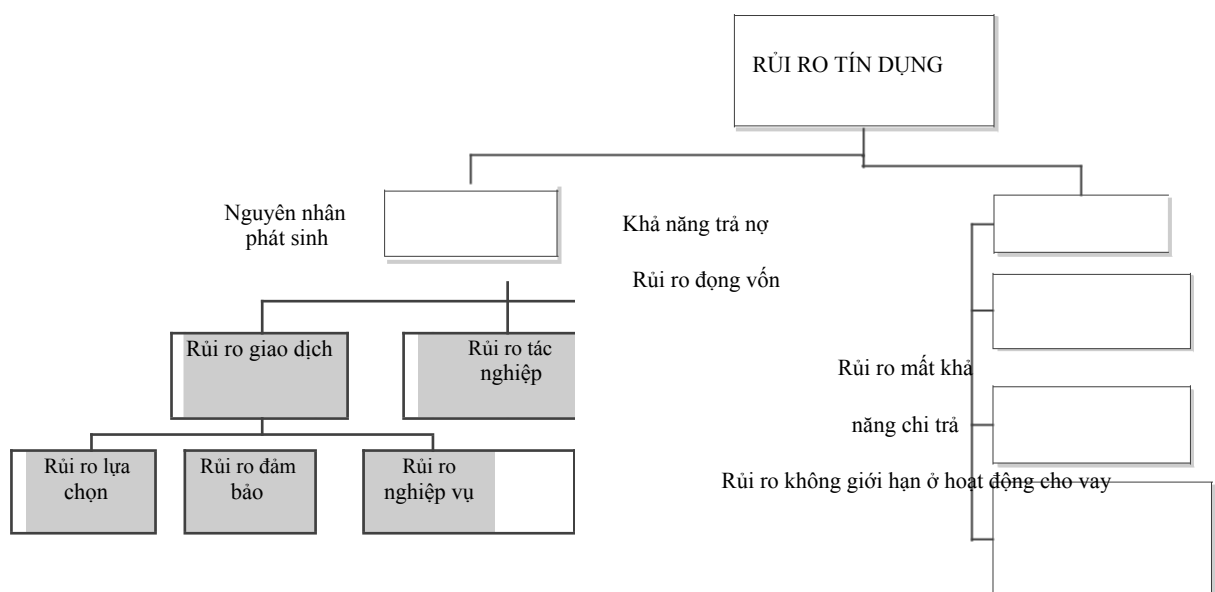 RỦI RO TÍN DỤNG
Nguyên nhân
phát sinh
Khả năng trả nợ
Rủi ro đọng vốn
Rủi ro giao dịch
Rủi ro tác
nghiệp
Rủi ro mất khả
năng chi trả
Rủi ro lựa
chọn
Rủi ro đảm
bảo
Rủi ro
nghiệp vụ
Rủi ro không giới hạn ở hoạt động cho vay